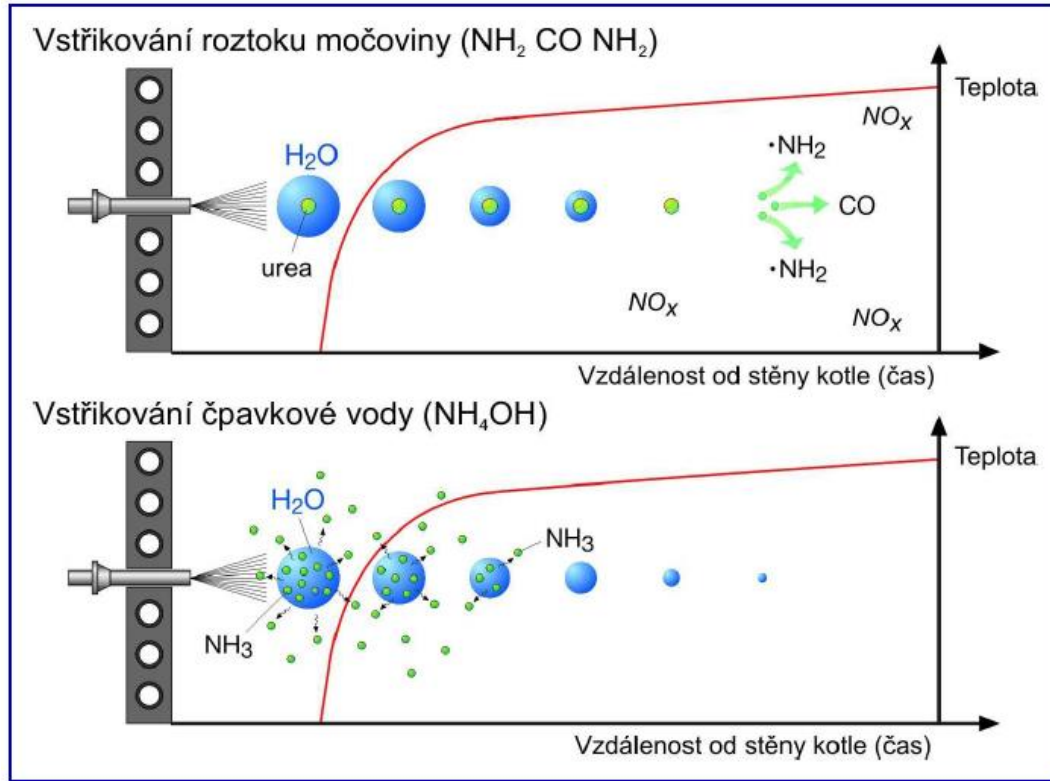 Vstřikování roztoku močoviny (NH₂ CO NH₂)
Teplota
NOₓ
·NH₂
H₂O
CO
urea
·NH₂
NOₓ
NOₓ
Vzdálenost od stěny kotle (čas)
Vstřikování čpavkové vody (NH₄OH)
Teplota
H₂O
NH₃
NH₃
Vzdálenost od stěny kotle (čas)